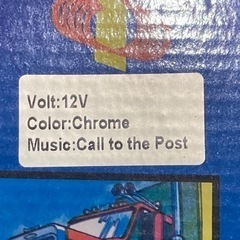 Volt:12V
Color:Chrome
Music:Call to the Post